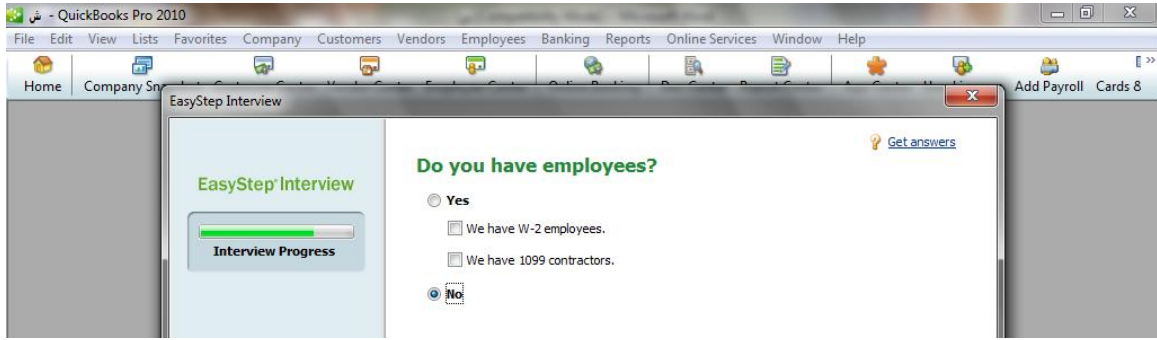 ش - QuickBooks Pro 2010
File Edit View Lists Favorites Company Customers Vendors Employees Banking Reports Online Services Window Help
Home Company Add Payroll Cards &
EasyStep Interview
Get answers
Do you have employees?
EasyStep Interview
Yes
We have W-2 employees.
Interview Progress
We have 1099 contractors.
No